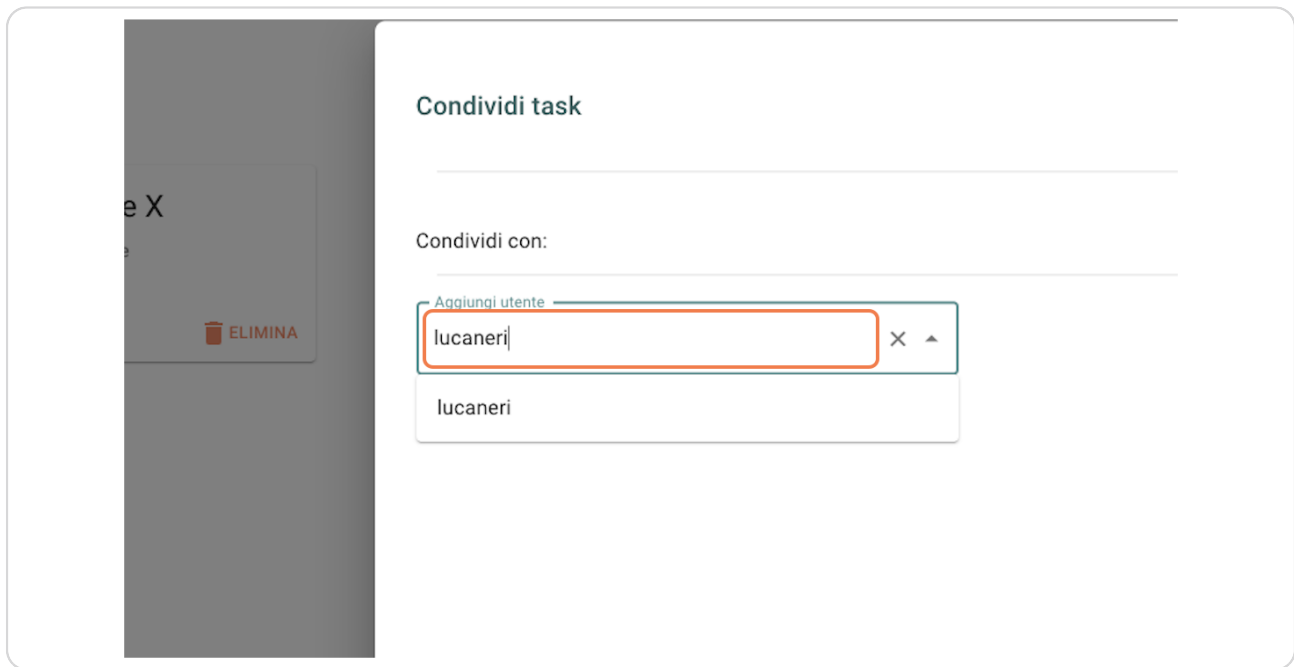 Condividi task
e X
e
Condividi con:
Aggiungi utente
lucaneri
ELIMINA
lucaneri